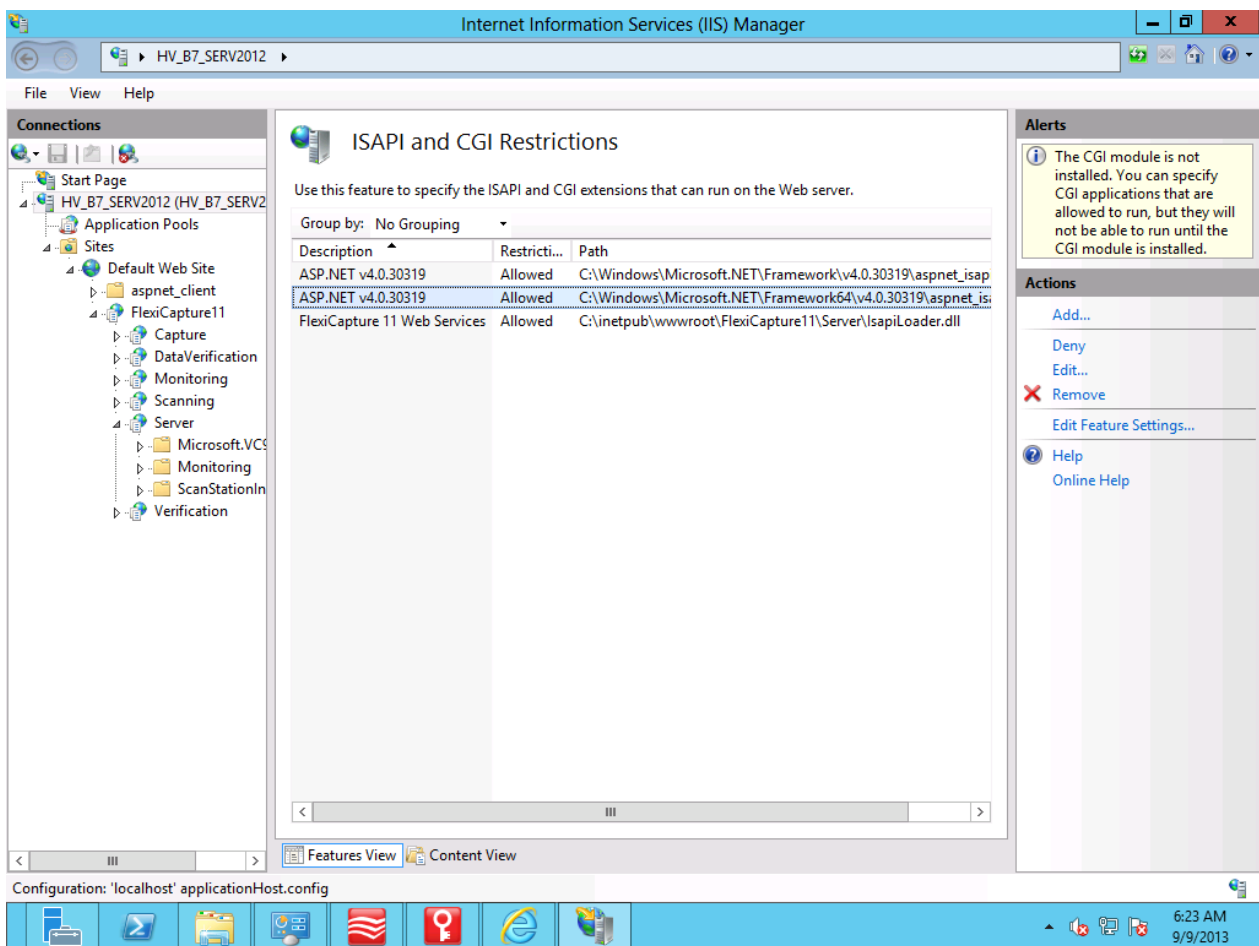 Internet Information Services (IIS) Manager
HV_B7_SERV2012
File View Help
Connections
Start Page
HV_B7_SERV2012 (HV_B7_SERV2
Application Pools
Sites
Default Web Site
aspnet_client
FlexiCapture11
Capture
DataVerification
Monitoring
Scanning
Server
Microsoft.VC9
Monitoring
ScanStationIn
Verification
ISAPI and CGI Restrictions
Use this feature to specify the ISAPI and CGI extensions that can run on the Web server.
Group by: No Grouping
Description Restricti... Path
ASP.NET v4.0.30319 Allowed C:\Windows\Microsoft.NET\Framework\v4.0.30319\aspnet_isap
ASP.NET v4.0.30319 Allowed C:\Windows\Microsoft.NET\Framework64\v4.0.30319\aspnet_isa
FlexiCapture 11 Web Services Allowed C:\inetpub\wwwroot\FlexiCapture11\Server\IsapiLoader.dll
Features View Content View
Alerts
The CGI module is not
installed. You can specify
CGI applications that are
allowed to run, but they will
not be able to run until the
CGI module is installed.
Actions
Add...
Deny
Edit...
Remove
Edit Feature Settings...
Help
Online Help
Configuration: 'localhost' applicationHost.config
6:23 AM
9/9/2013